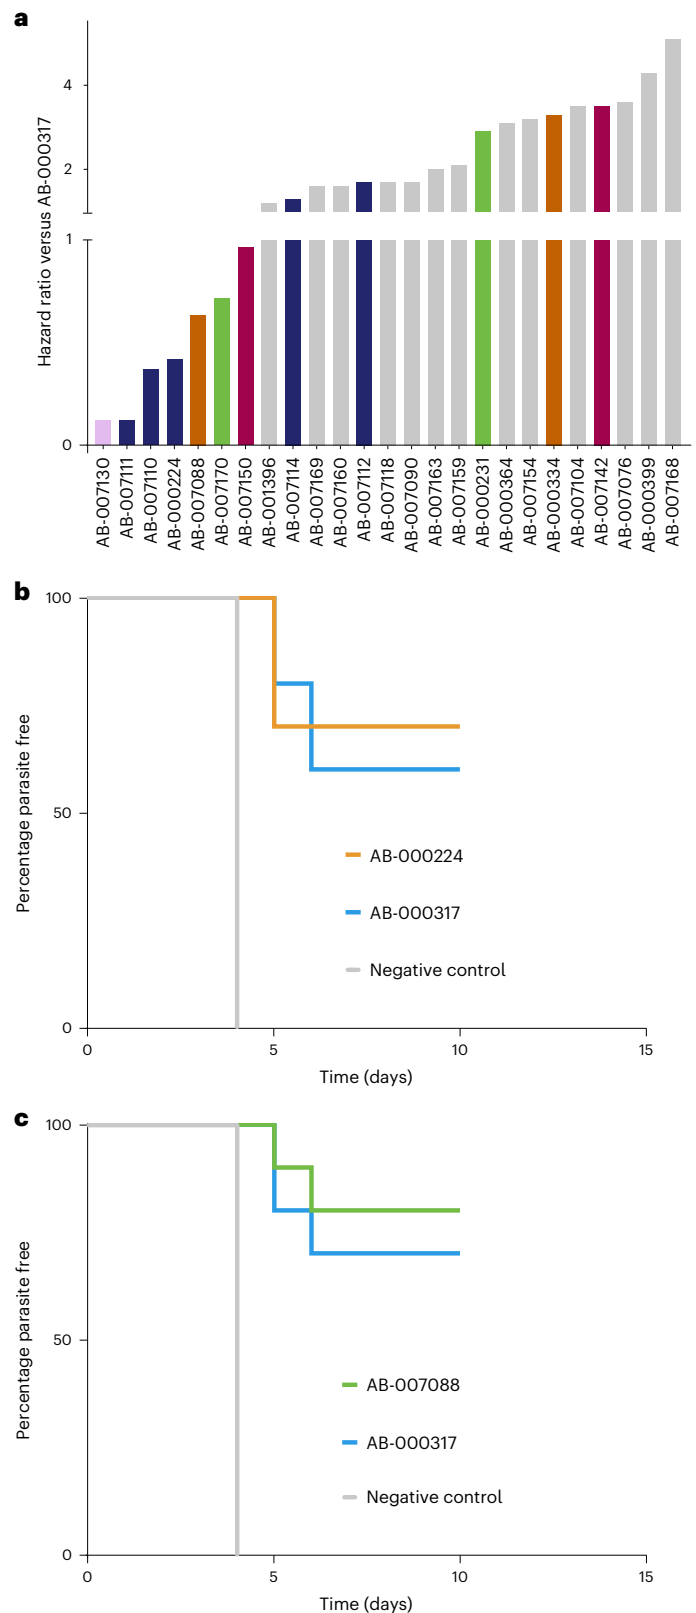 a
Hazard ratio versus AB-000317
4
2
1
0
AB-007130
AB-007111
AB-007110
AB-000224
AB-007088
AB-007170
AB-007150
AB-001396
AB-007114
AB-007169
AB-007160
AB-007112
AB-007118
AB-007090
AB-007163
AB-007159
AB-000231
AB-000364
AB-007154
AB-000334
AB-007104
AB-007142
AB-007076
AB-000399
AB-007168
b
Percentage parasite free
100
50
0
AB-000224
AB-000317
Negative control
0
5
10
15
Time (days)
c
Percentage parasite free
100
50
0
AB-007088
AB-000317
Negative control
0
5
10
15
Time (days)